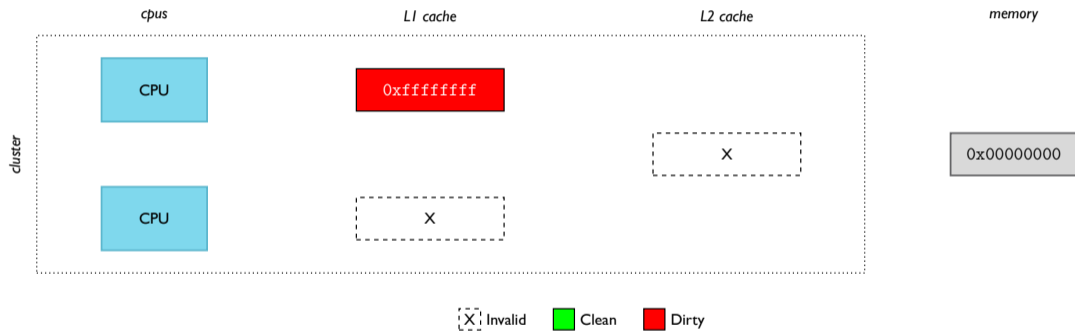 cpus L1 cache L2 cache memory
CPU 0xffffffff
cluster X 0x00000000
CPU X
X Invalid Clean Dirty